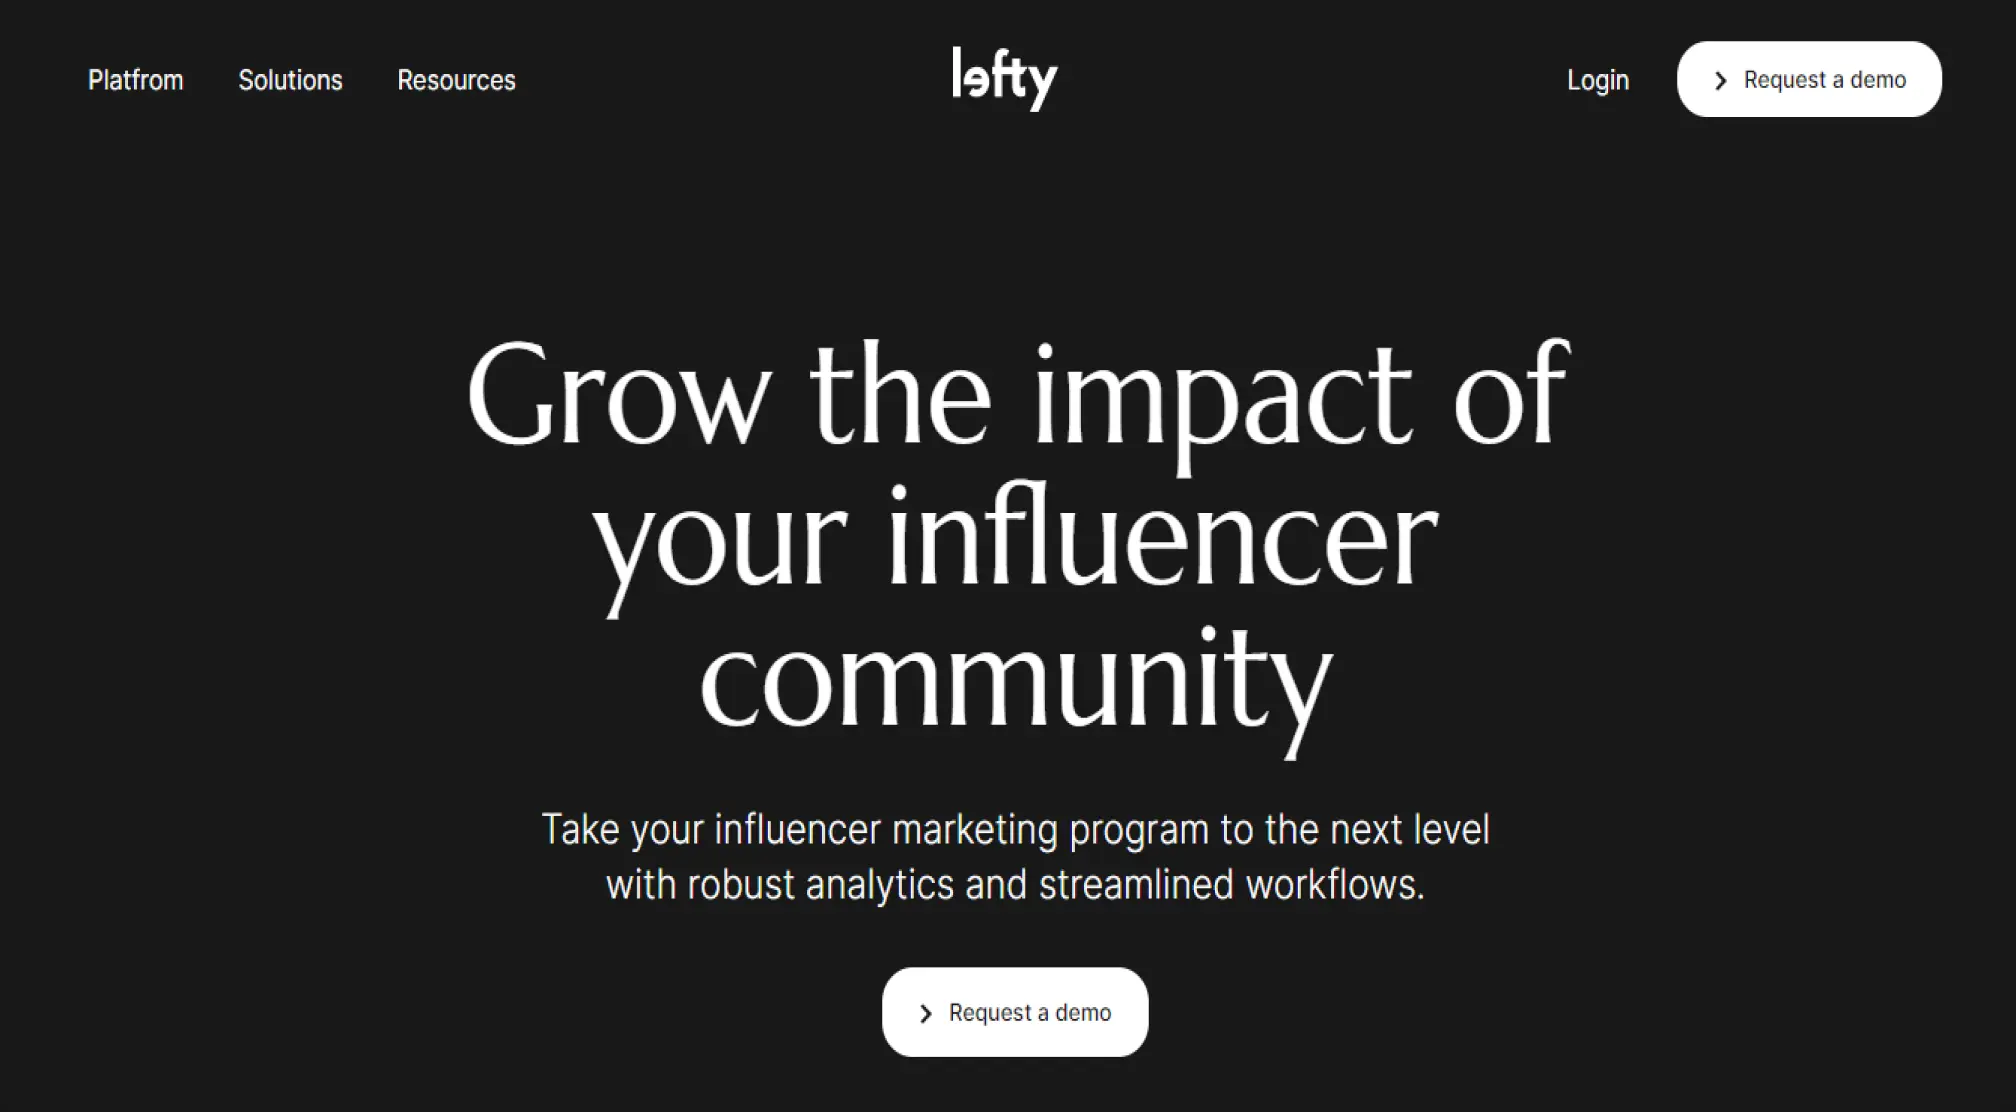 Platfrom
Solutions
Resources
lefty
Login
Request a demo
Grow the impact of
your influencer
community
Take your influencer marketing program to the next level
with robust analytics and streamlined workflows.
Request a demo